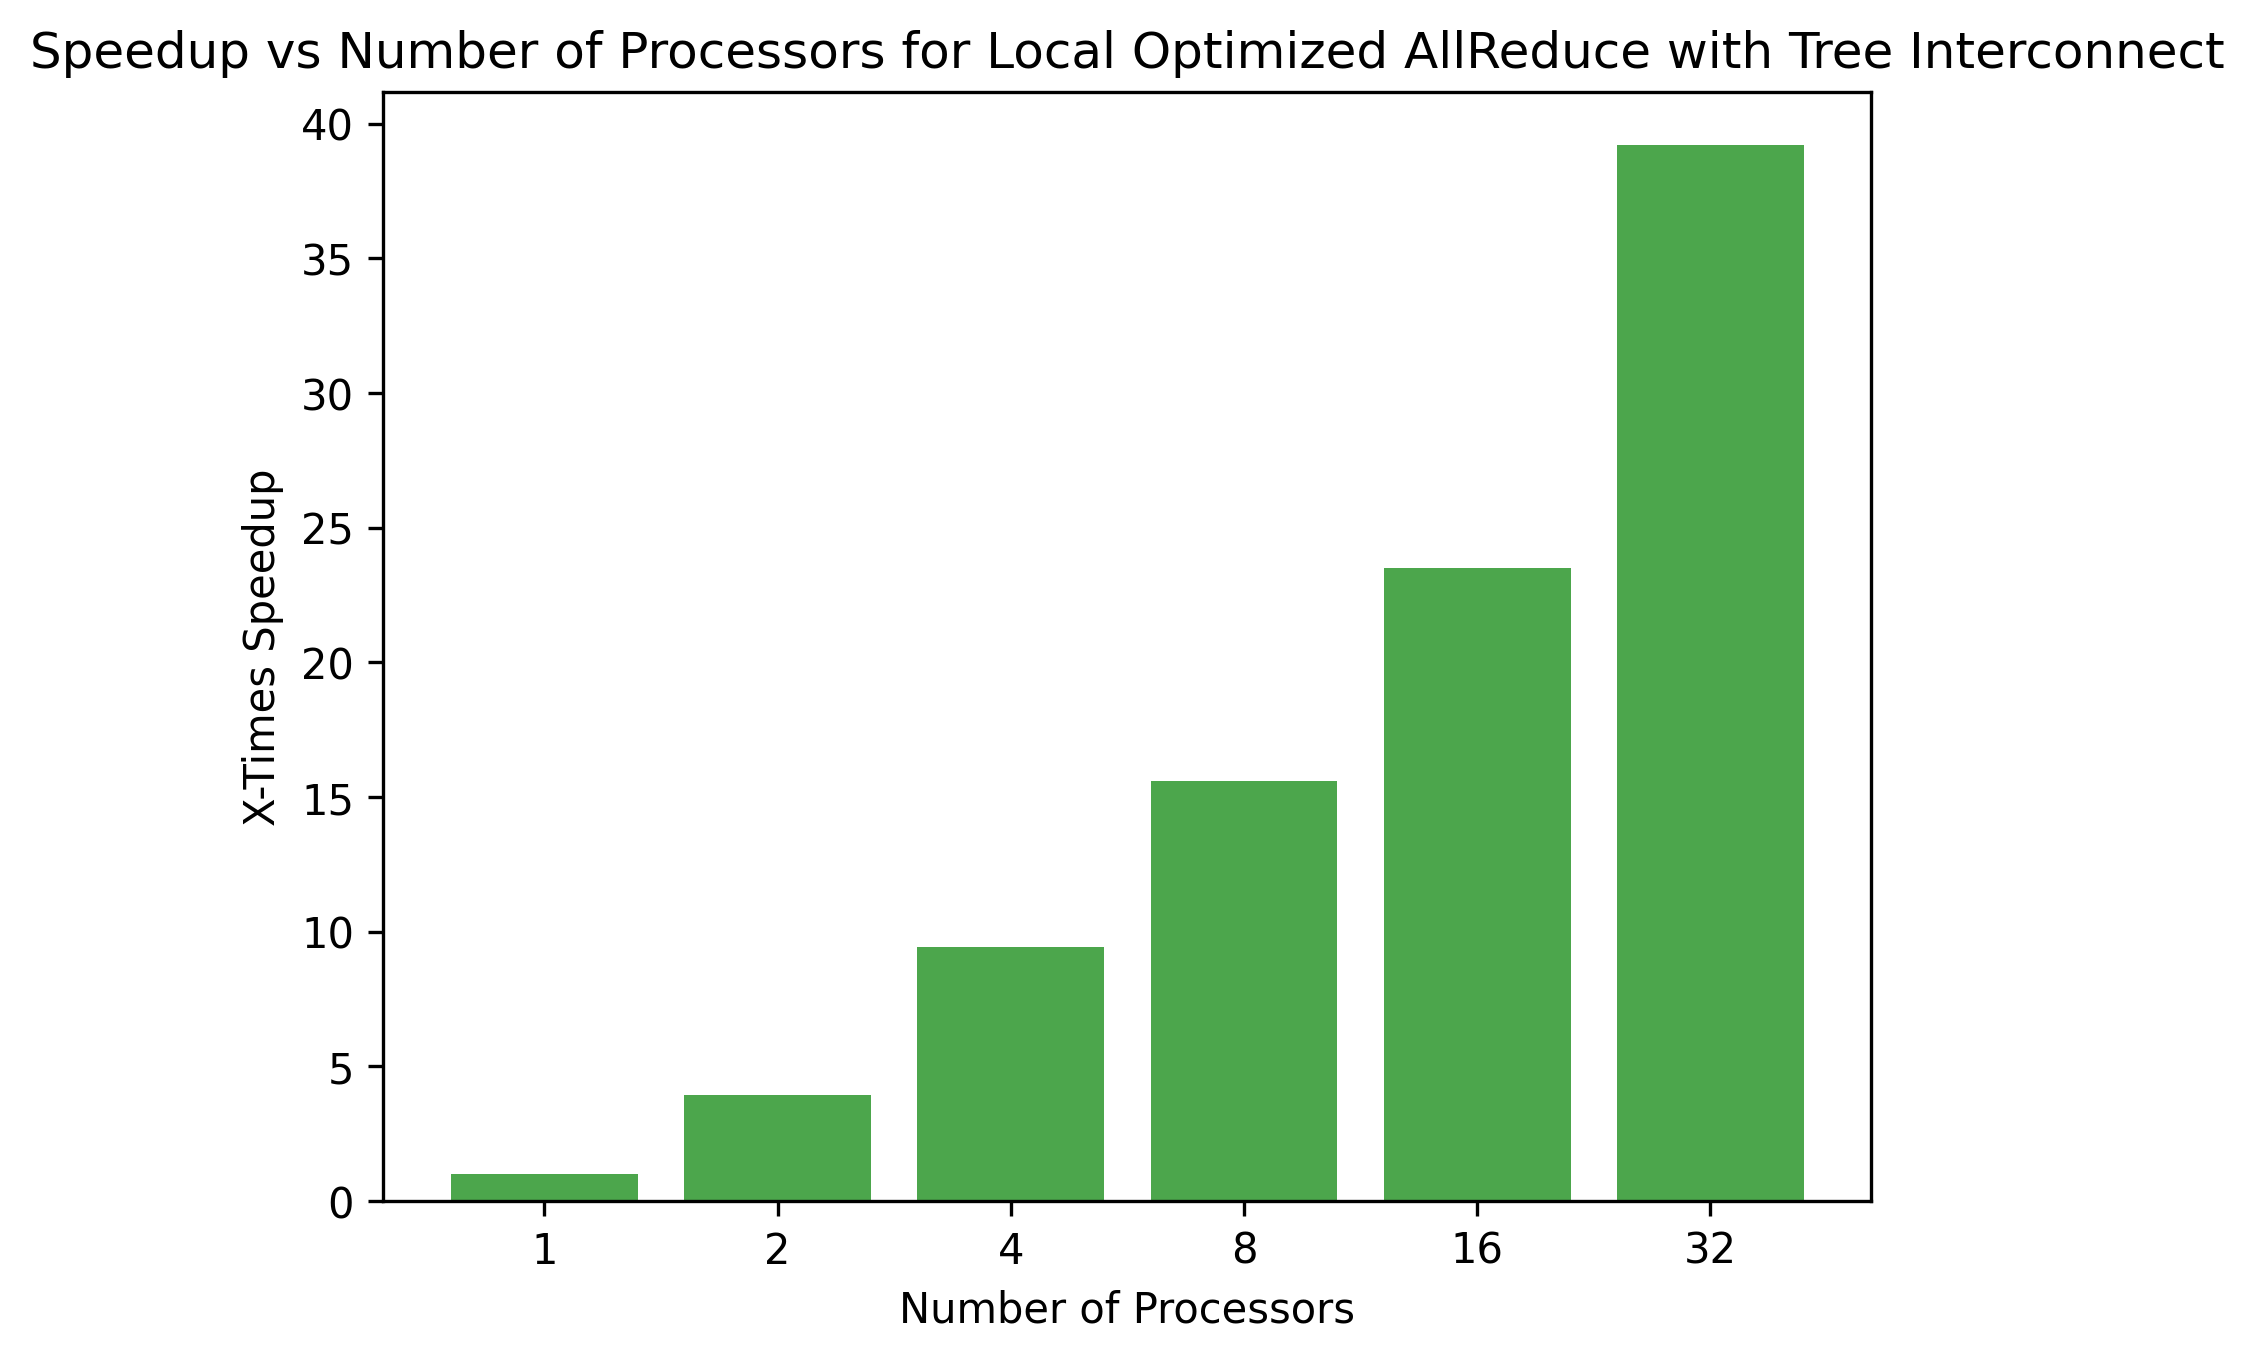 Speedup vs Number of Processors for Local Optimized AllReduce with Tree Interconnect
X-Times Speedup
40
35
30
25
20
15
10
5
0
1 2 4 8 16 32
Number of Processors